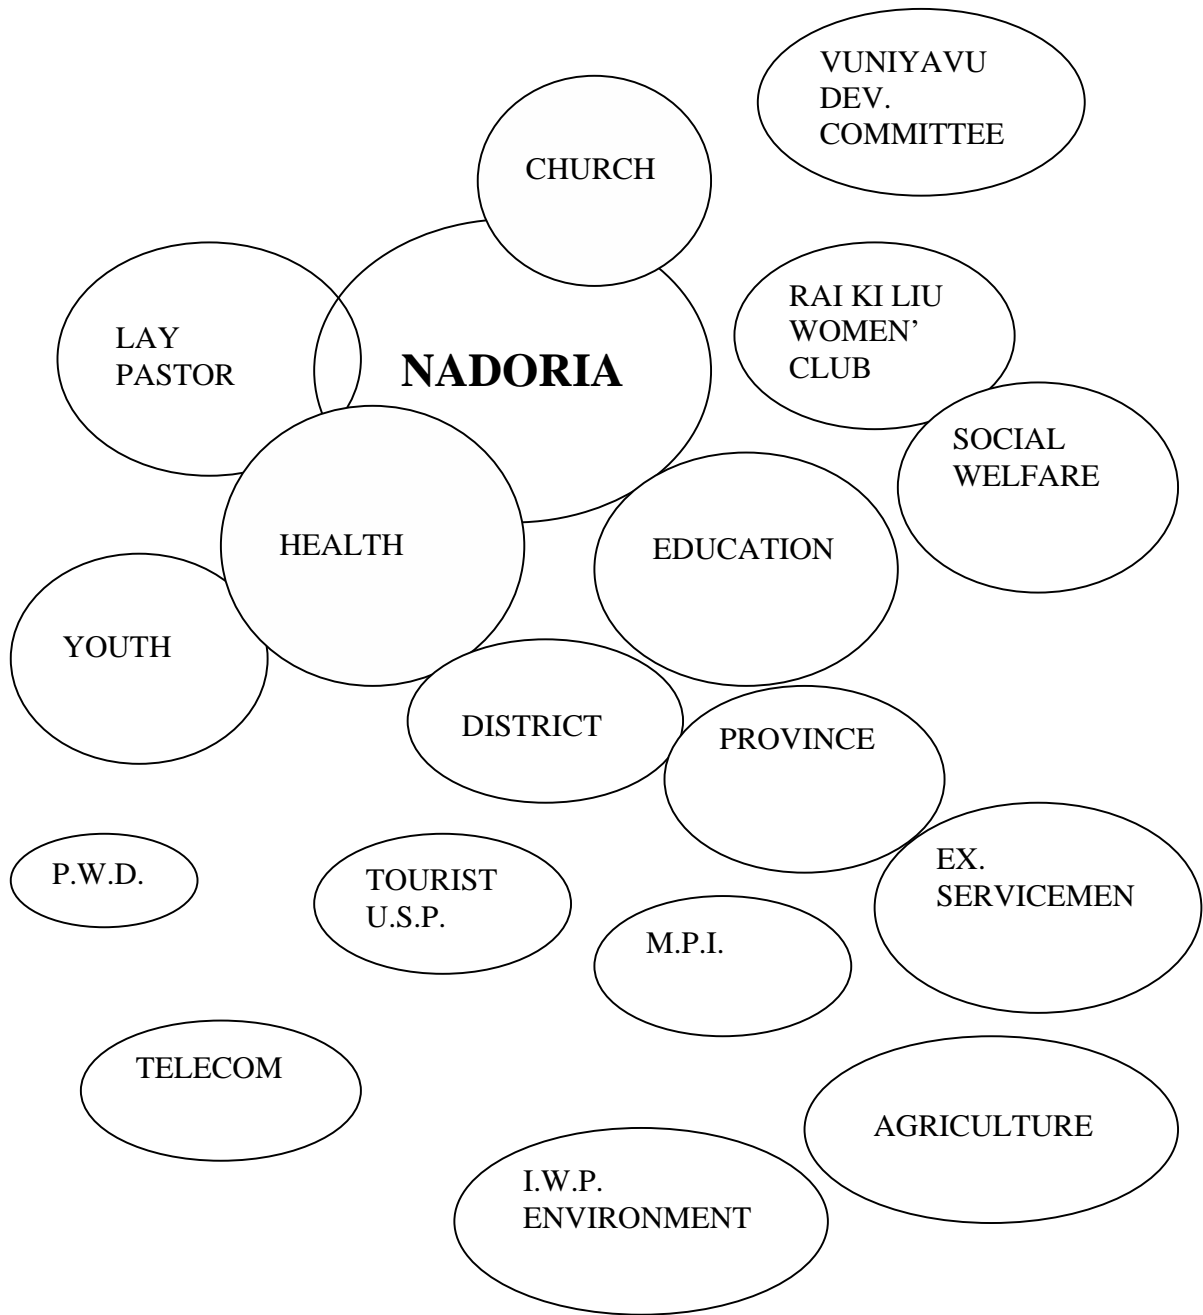 VUNIYAVU
DEV.
COMMITTEE
CHURCH
RAI KI LIU
WOMEN’
CLUB
LAY
PASTOR
NADORIA
SOCIAL
WELFARE
HEALTH
EDUCATION
YOUTH
DISTRICT
PROVINCE
P.W.D.
TOURIST
U.S.P.
EX.
SERVICEMEN
M.P.I.
TELECOM
AGRICULTURE
I.W.P.
ENVIRONMENT